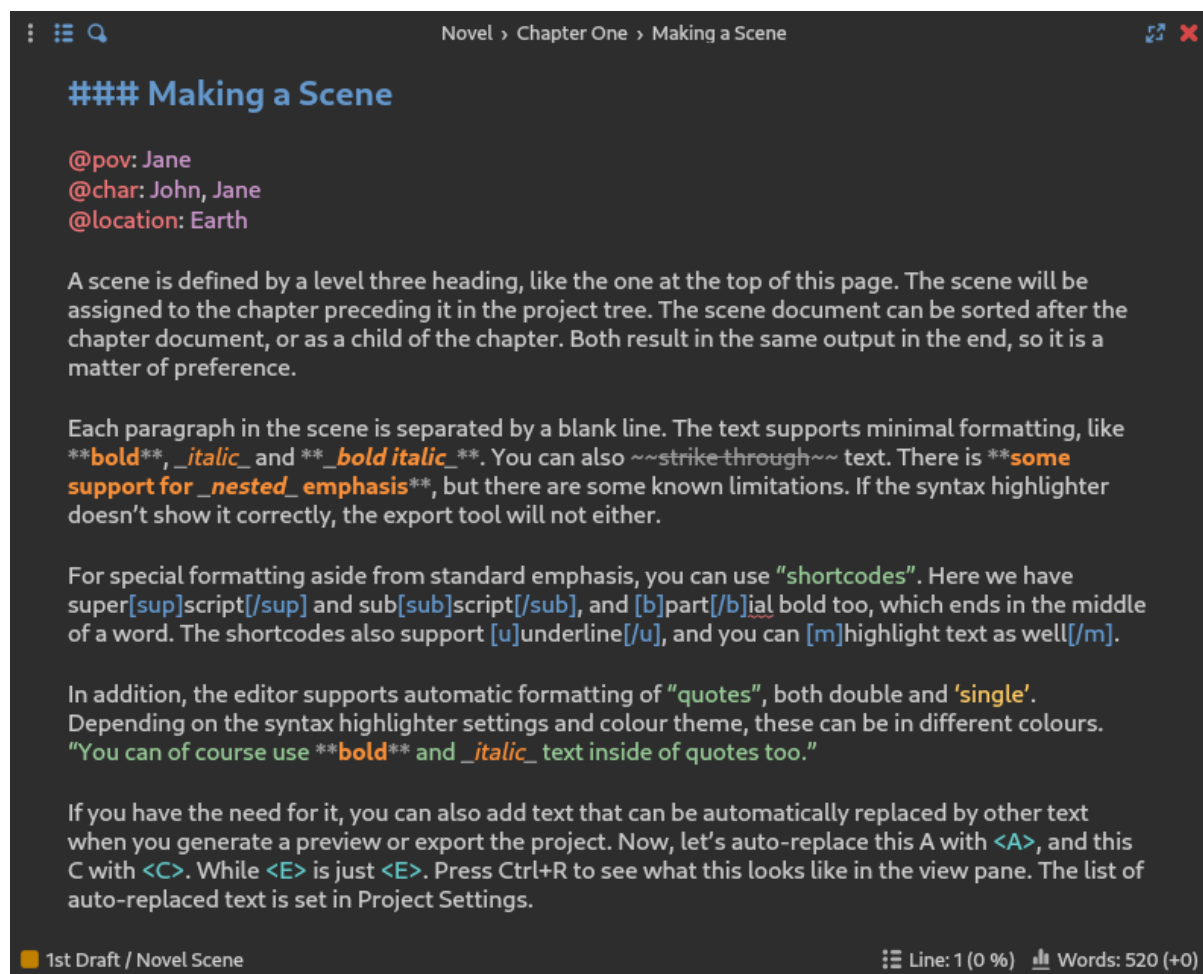 Novel › Chapter One › Making a Scene
### Making a Scene
@pov: Jane
@char: John, Jane
@location: Earth
A scene is defined by a level three heading, like the one at the top of this page. The scene will be
assigned to the chapter preceding it in the project tree. The scene document can be sorted after the
chapter document, or as a child of the chapter. Both result in the same output in the end, so it is a
matter of preference.
Each paragraph in the scene is separated by a blank line. The text supports minimal formatting, like
**bold**, _italic_ and **_bold italic_**. You can also ~~strike through~~ text. There is **some
support for _nested_ emphasis**, but there are some known limitations. If the syntax highlighter
doesn’t show it correctly, the export tool will not either.
For special formatting aside from standard emphasis, you can use “shortcodes”. Here we have
super[sup]script[/sup] and sub[sub]script[/sub], and [b]part[/b]ial bold too, which ends in the middle
of a word. The shortcodes also support [u]underline[/u], and you can [m]highlight text as well[/m].
In addition, the editor supports automatic formatting of “quotes”, both double and ‘single’.
Depending on the syntax highlighter settings and colour theme, these can be in different colours.
“You can of course use **bold** and _italic_ text inside of quotes too.”
If you have the need for it, you can also add text that can be automatically replaced by other text
when you generate a preview or export the project. Now, let’s auto-replace this A with <A>, and this
C with <C>. While <E> is just <E>. Press Ctrl+R to see what this looks like in the view pane. The list of
auto-replaced text is set in Project Settings.
1st Draft / Novel Scene
Line: 1 (0 %) Words: 520 (+0)